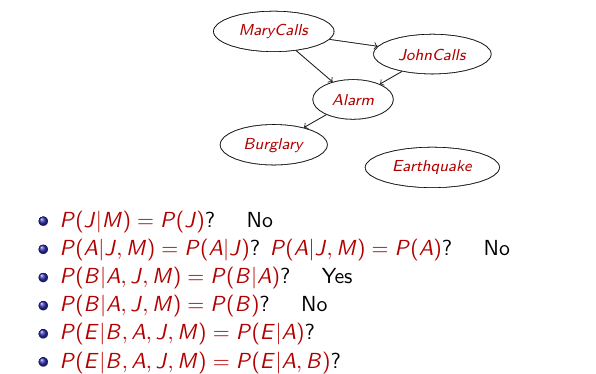 MaryCalls
JohnCalls
Alarm
Burglary
Earthquake
P(J|M) = P(J)? No
P(A|J, M) = P(A|J)? P(A|J, M) = P(A)? No
P(B|A, J, M) = P(B|A)? Yes
P(B|A, J, M) = P(B)? No
P(E|B, A, J, M) = P(E|A)?
P(E|B, A, J, M) = P(E|A, B)?